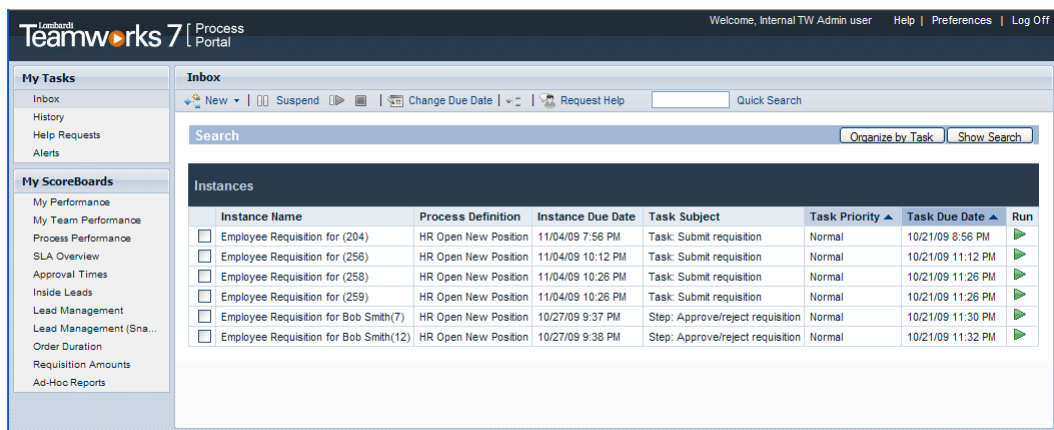 Lombardi
Teamworks 7 [ Process Portal
Welcome, Internal TW Admin user Help | Preferences | Log Off
My Tasks
Inbox
History
Help Requests
Alerts
My ScoreBoards
My Performance
My Team Performance
Process Performance
SLA Overview
Approval Times
Inside Leads
Lead Management
Lead Management (Sna...
Order Duration
Requisition Amounts
Ad-Hoc Reports
Inbox
New | Suspend | Change Due Date | Request Help Quick Search
Search Organize by Task Show Search
Instances
Instance Name Process Definition Instance Due Date Task Subject Task Priority Task Due Date Run
Employee Requisition for (204) HR Open New Position 11/04/09 7:56 PM Task: Submit requisition Normal 10/21/09 8:56 PM
Employee Requisition for (256) HR Open New Position 11/04/09 10:12 PM Task: Submit requisition Normal 10/21/09 11:12 PM
Employee Requisition for (258) HR Open New Position 11/04/09 10:26 PM Task: Submit requisition Normal 10/21/09 11:26 PM
Employee Requisition for (259) HR Open New Position 11/04/09 10:26 PM Task: Submit requisition Normal 10/21/09 11:26 PM
Employee Requisition for Bob Smith(7) HR Open New Position 10/27/09 9:37 PM Step: Approve/reject requisition Normal 10/21/09 11:30 PM
Employee Requisition for Bob Smith(12) HR Open New Position 10/27/09 9:38 PM Step: Approve/reject requisition Normal 10/21/09 11:32 PM